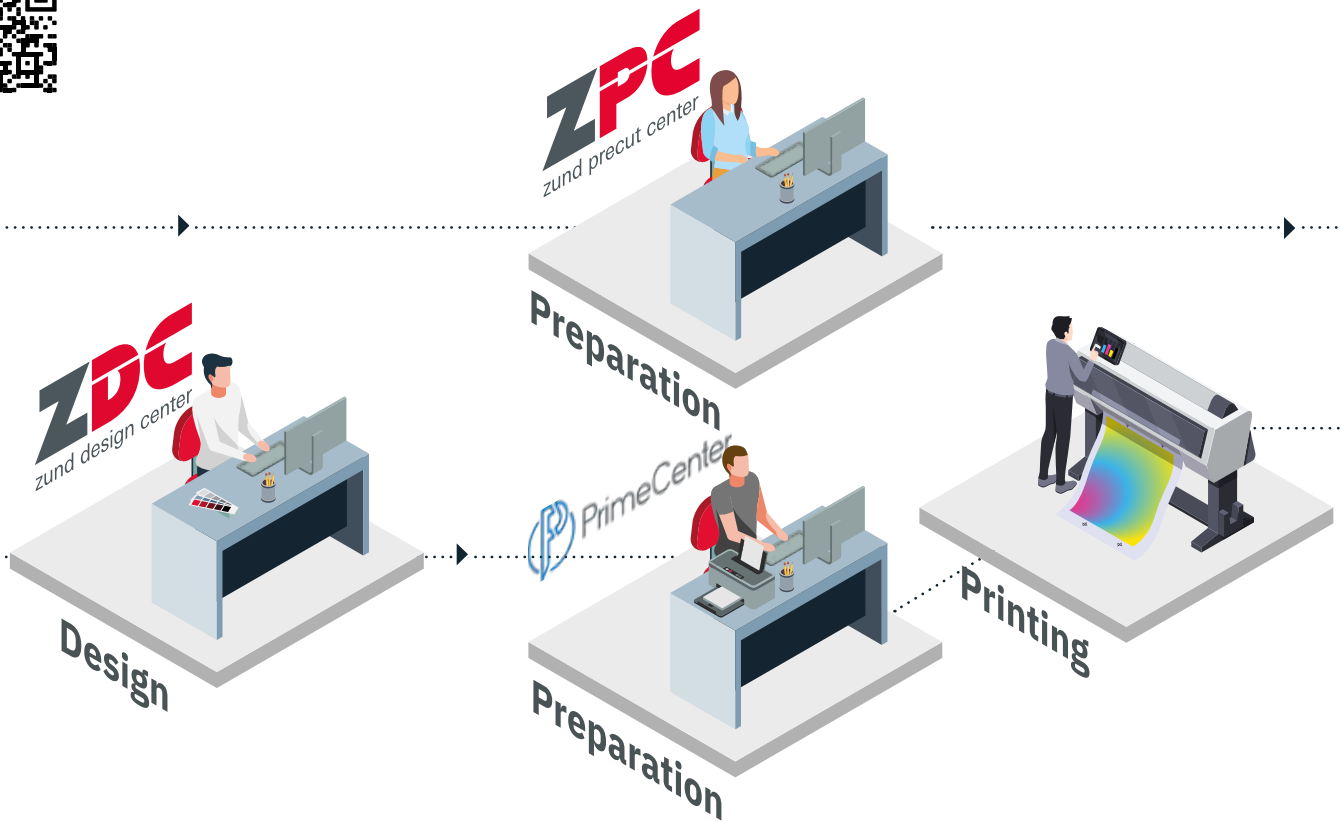 ZPC
zund precut center
Preparation
ZDC
zund design center
Design
PrimeCenter
Preparation
Printing